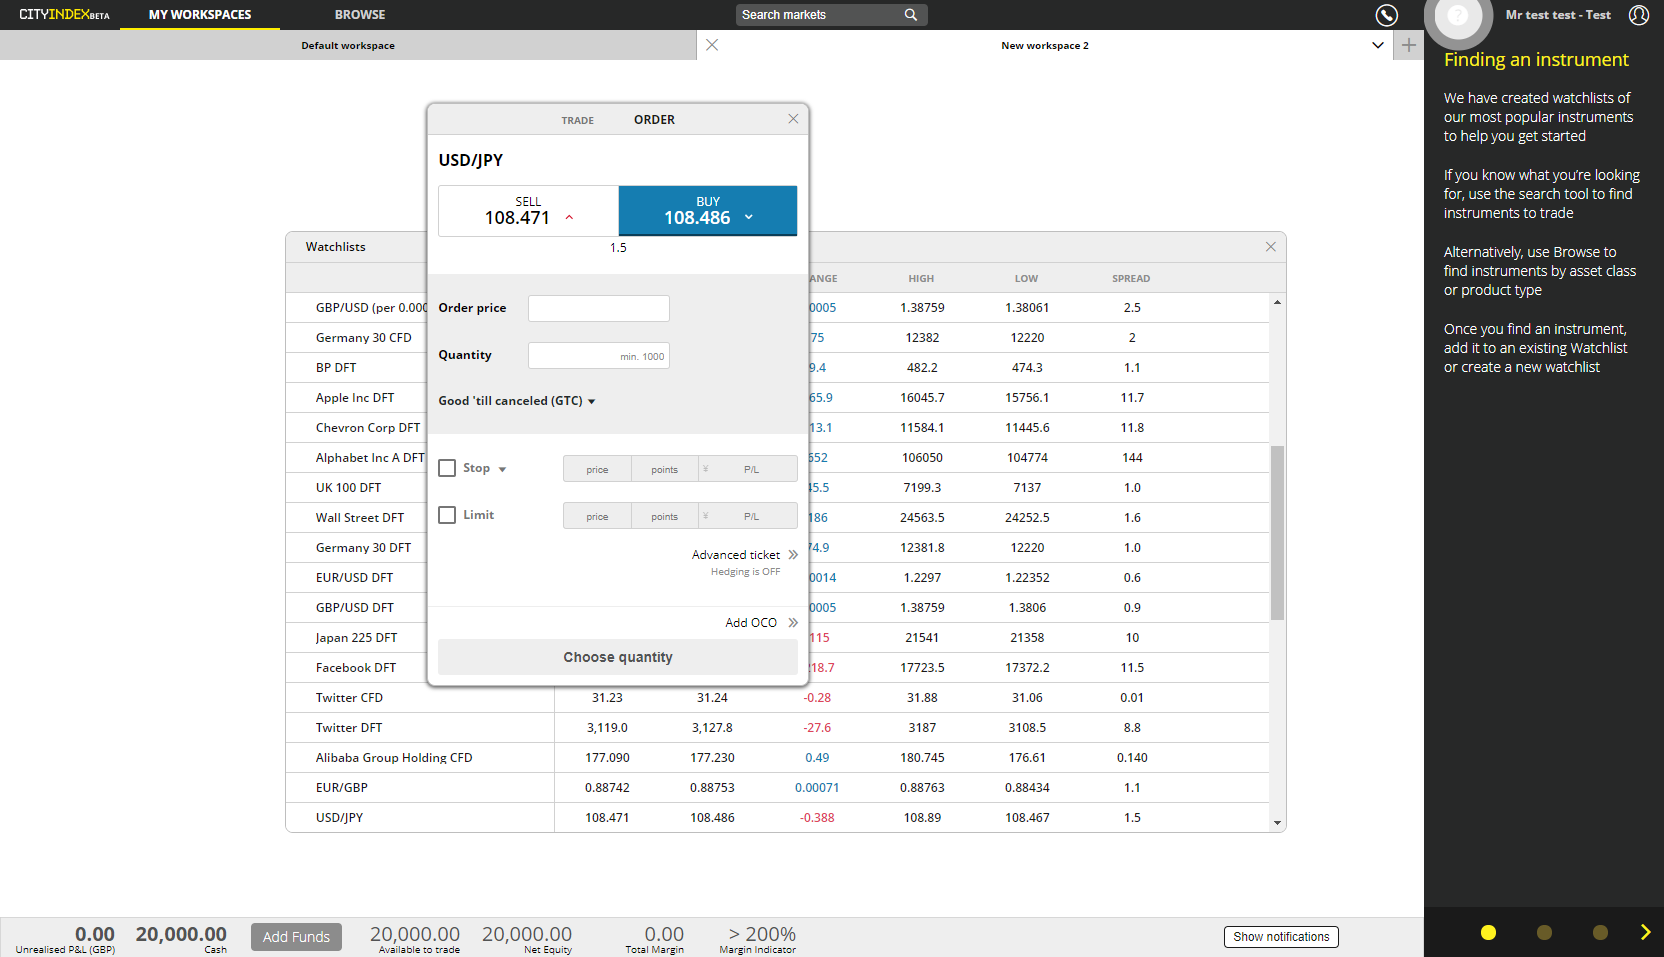 CITYINDEXBETA
MY WORKSPACES
BROWSE
Search markets
?
Mr test test - Test
Default workspace
New workspace 2
Finding an instrument
We have created watchlists of
our most popular instruments
to help you get started
If you know what you're looking
for, use the search tool to find
instruments to trade
Alternatively, use Browse to
find instruments by asset class
or product type
Once you find an instrument,
add it to an existing Watchlist
or create a new watchlist
TRADE ORDER
USD/JPY
SELL
108.471
BUY
108.486
1.5
Order price
Quantity min. 1000
Good 'till canceled (GTC)
Stop price points ¥ P/L
Limit price points ¥ P/L
Advanced ticket
Hedging is OFF
Add OCO
Choose quantity
Watchlists
ANGE HIGH LOW SPREAD
GBP/USD (per 0.000 0005 1.38759 1.38061 2.5
Germany 30 CFD 75 12382 12220 2
BP DFT 9.4 482.2 474.3 1.1
Apple Inc DFT 65.9 16045.7 15756.1 11.7
Chevron Corp DFT 13.1 11584.1 11445.6 11.8
Alphabet Inc A DFT 652 106050 104774 144
UK 100 DFT 45.5 7199.3 7137 1.0
Wall Street DFT 186 24563.5 24252.5 1.6
Germany 30 DFT 74.9 12381.8 12220 1.0
EUR/USD DFT 0014 1.2297 1.22352 0.6
GBP/USD DFT 0005 1.38759 1.3806 0.9
Japan 225 DFT 115 21541 21358 10
Facebook DFT 18.7 17723.5 17372.2 11.5
Twitter CFD 31.23 31.24 -0.28 31.88 31.06 0.01
Twitter DFT 3,119.0 3,127.8 -27.6 3187 3108.5 8.8
Alibaba Group Holding CFD 177.090 177.230 0.49 180.745 176.61 0.140
EUR/GBP 0.88742 0.88753 0.00071 0.88763 0.88434 1.1
USD/JPY 108.471 108.486 -0.388 108.89 108.467 1.5
0.00
Unrealised P&L (GBP)
20,000.00
Cash
Add Funds
20,000.00
Available to trade
20,000.00
Net Equity
0.00
Total Margin
> 200%
Margin Indicator
Show notifications